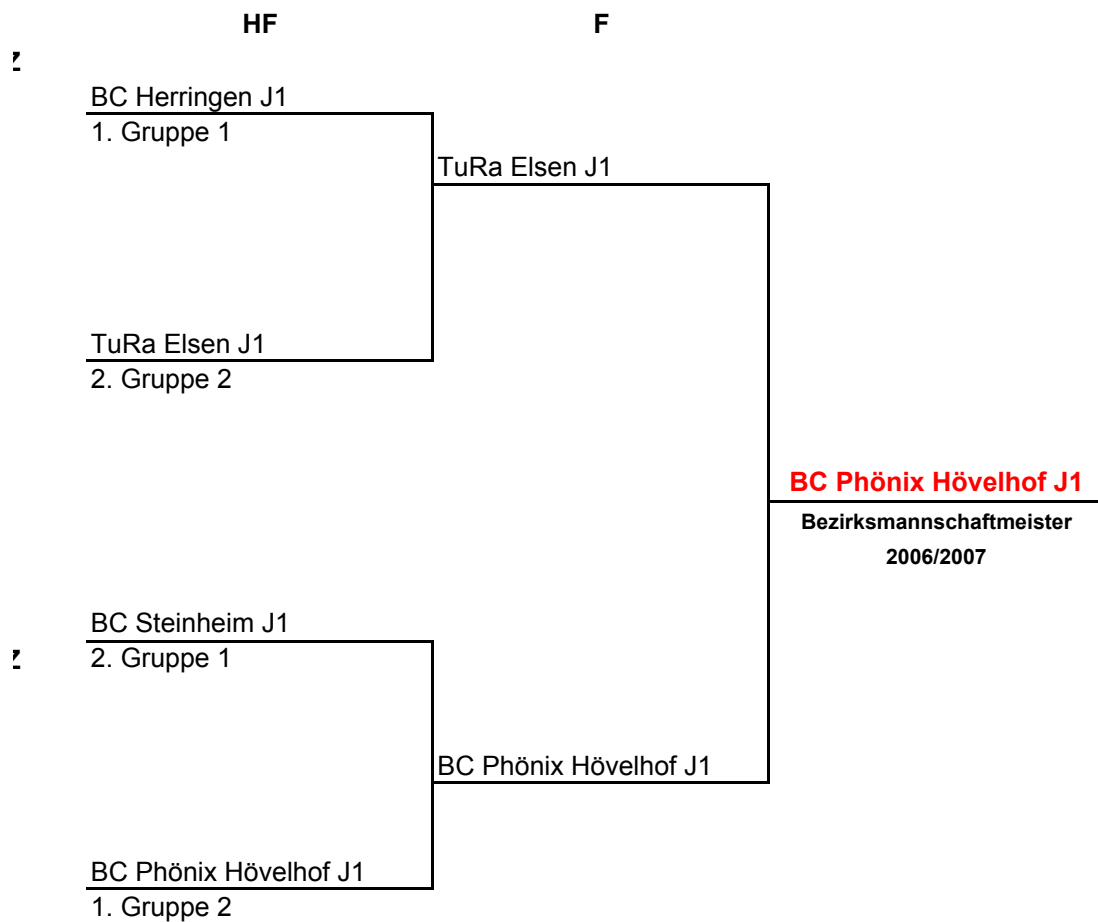 HF
F
BC Herringen J1
1. Gruppe 1
TuRa Elsen J1
TuRa Elsen J1
2. Gruppe 2
BC Phönix Hövelhof J1
Bezirksmannschaftmeister
2006/2007
BC Steinheim J1
2. Gruppe 1
BC Phönix Hövelhof J1
BC Phönix Hövelhof J1
1. Gruppe 2